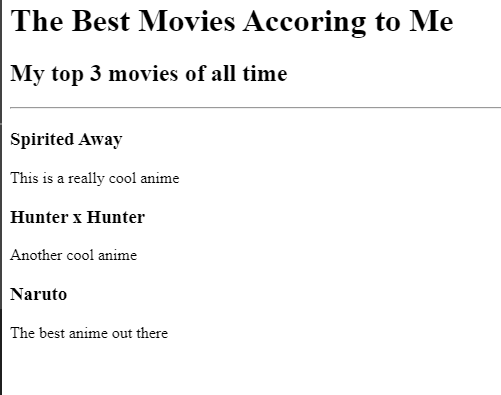 The Best Movies Accoring to Me
My top 3 movies of all time
Spirited Away
This is a really cool anime
Hunter x Hunter
Another cool anime
Naruto
The best anime out there